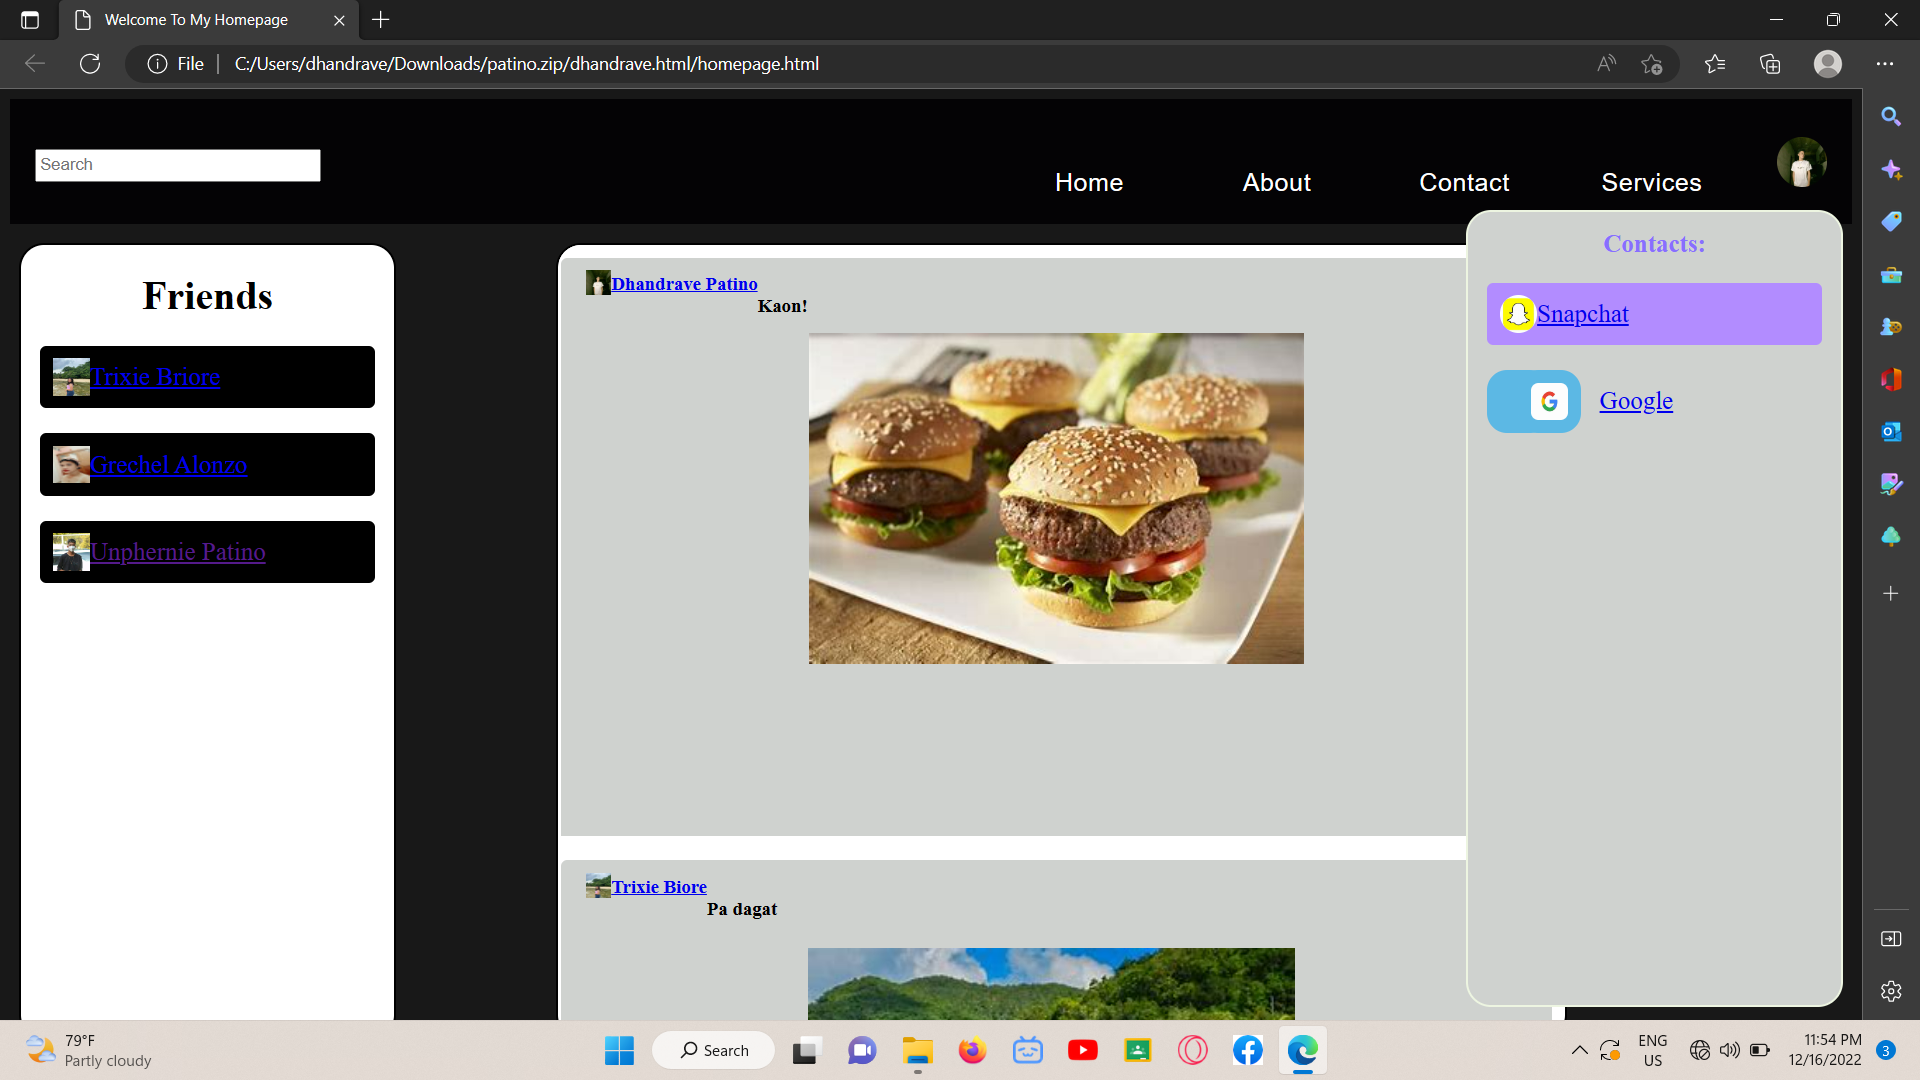 Welcome To My Homepage
File
C:/Users/dhandrave/Downloads/patino.zip/dhandrave.html/homepage.html
Search
Home
About
Contact
Services
Friends
Trixie Briore
Grechel Alonzo
Unphernie Patino
Dhandrave Patino
Kaon!
Trixie Biore
Pa dagat
Contacts:
Snapchat
Google
79°F
Partly cloudy
Search
ENG
US
11:54 PM
12/16/2022
3